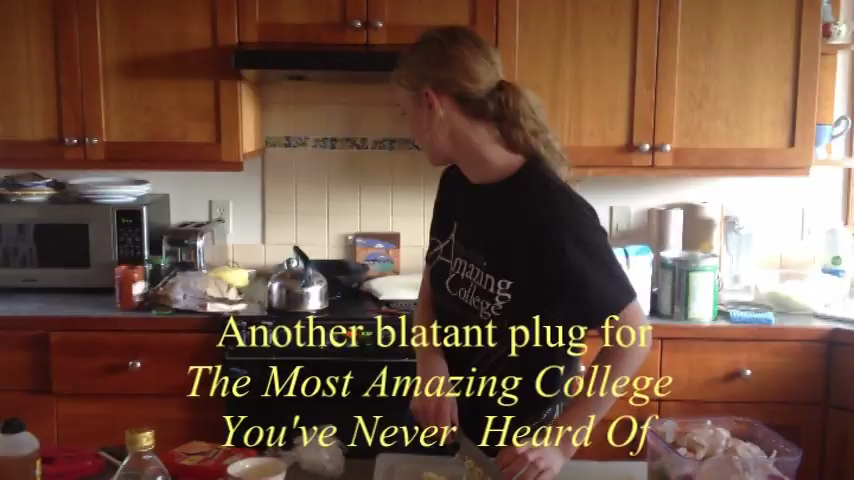 Amazing
College
Another blatant plug for
The Most Amazing College
You've Never Heard Of